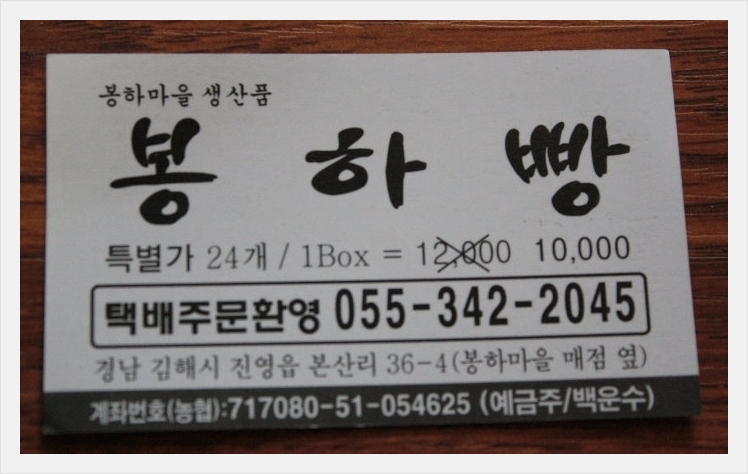 봉하마을 생산품
봉 하 빵
특별가 24개 / 1Box = 12,000 10,000
택배주문환영 055-342-2045
경남 김해시 진영읍 본산리 36-4(봉하마을 매점 옆)
계좌번호(농협):717080-51-054625 (예금주/백운수)